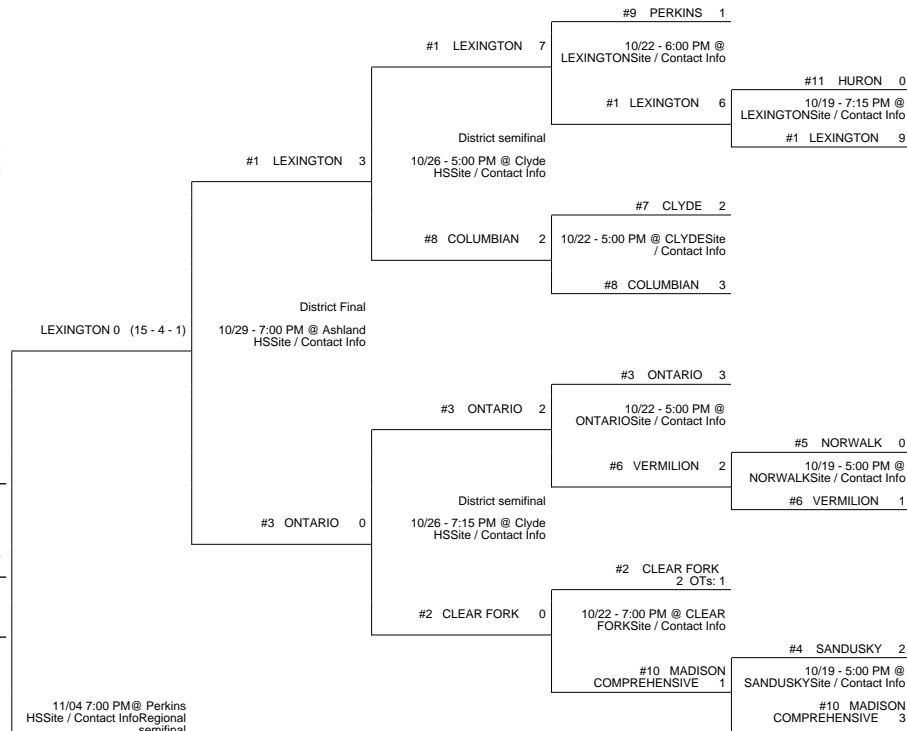 #9 PERKINS 1
10/22 - 6:00 PM @
LEXINGTONSite / Contact Info
#1 LEXINGTON 7
#11 HURON 0
10/19 - 7:15 PM @
LEXINGTONSite / Contact Info
#1 LEXINGTON 6
#1 LEXINGTON 9
District semifinal
10/26 - 5:00 PM @ Clyde
HSSite / Contact Info
#1 LEXINGTON 3
#7 CLYDE 2
10/22 - 5:00 PM @ CLYDESite
/ Contact Info
#8 COLUMBIAN 2
#8 COLUMBIAN 3
District Final
10/29 - 7:00 PM @ Ashland
HSSite / Contact Info
LEXINGTON 0 (15 - 4 - 1)
#3 ONTARIO 3
10/22 - 5:00 PM @
ONTARIOSite / Contact Info
#3 ONTARIO 2
#5 NORWALK 0
10/19 - 5:00 PM @
NORWALKSite / Contact Info
#6 VERMILION 2
#6 VERMILION 1
District semifinal
10/26 - 7:15 PM @ Clyde
HSSite / Contact Info
#3 ONTARIO 0
#2 CLEAR FORK
2 OTs: 1
10/22 - 7:00 PM @ CLEAR
FORKSite / Contact Info
#2 CLEAR FORK 0
#4 SANDUSKY 2
10/19 - 5:00 PM @
SANDUSKYSite / Contact Info
#10 MADISON
COMPREHENSIVE 1
#10 MADISON
COMPREHENSIVE 3
11/04 7:00 PM@ Perkins
HSSite / Contact InfoRegional
semifinal